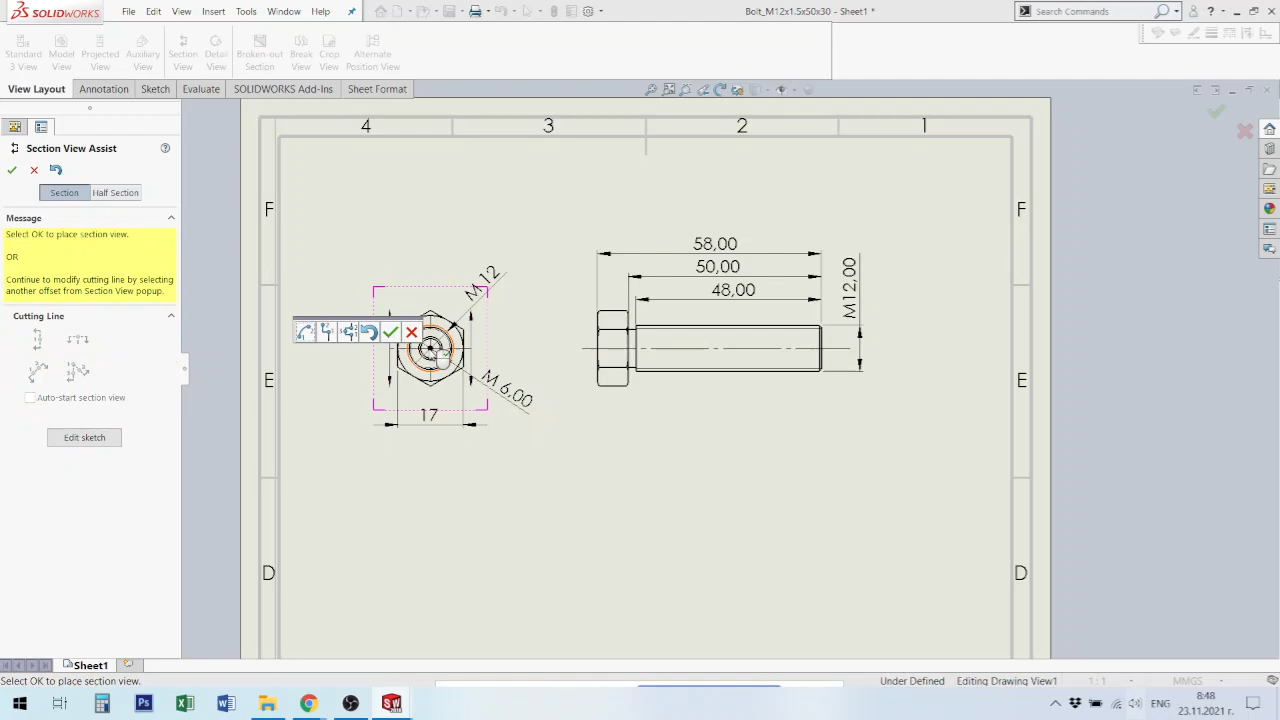 SOLIDWORKS File Edit View Insert Tools Window Help Bolt_M12x1.5x50x30 - Sheet1 * Search Commands ?
Standard 3 View
Model View
Projected View
Auxiliary View
Section View
Detail View
Broken-out Section
Break View
Crop View
Alternate Position View
View Layout Annotation Sketch Evaluate SOLIDWORKS Add-Ins Sheet Format
Section View Assist
Section Half Section
Message
Select OK to place section view.
OR
Continue to modify cutting line by selecting
another offset from Section View popup.
Cutting Line
Auto-start section view
Edit sketch
4 3 2 1
F F
E E
D D
M 12
M 6,00
17
58,00
50,00
48,00
M12,00
Sheet1
Select OK to place section view. Under Defined Editing Drawing View1 1 : 1 MMGS
ENG
8:48
23.11.2021 г.